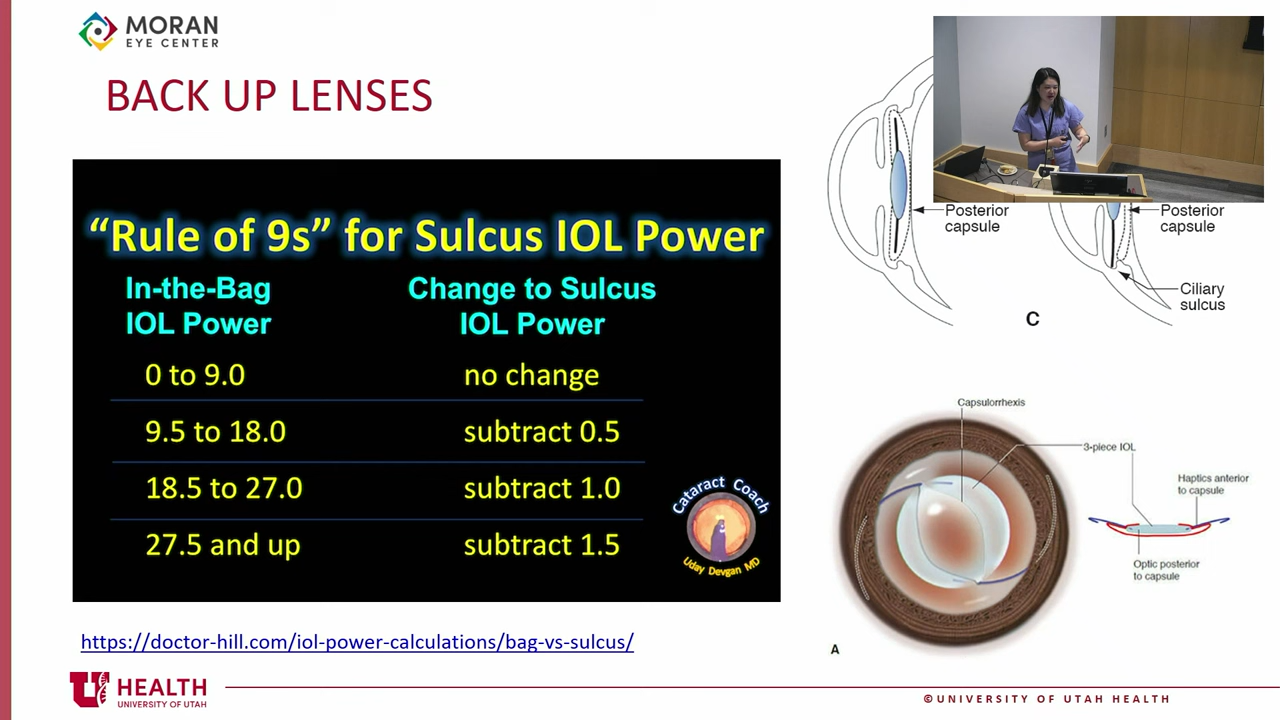 MORAN
EYE CENTER
BACK UP LENSES
“Rule of 9s” for Sulcus IOL Power
In-the-Bag
IOL Power
Change to Sulcus
IOL Power
0 to 9.0
no change
9.5 to 18.0
subtract 0.5
18.5 to 27.0
subtract 1.0
27.5 and up
subtract 1.5
Cataract Coach
Uday Devgan MD
https://doctor-hill.com/iol-power-calculations/bag-vs-sulcus/
Posterior
capsule
Posterior
capsule
Ciliary
sulcus
C
Capsulorrhexis
3-piece IOL
Haptics anterior
to capsule
Optic posterior
to capsule
A
U
HEALTH
UNIVERSITY OF UTAH
©UNIVERSITY OF UTAH HEALTH